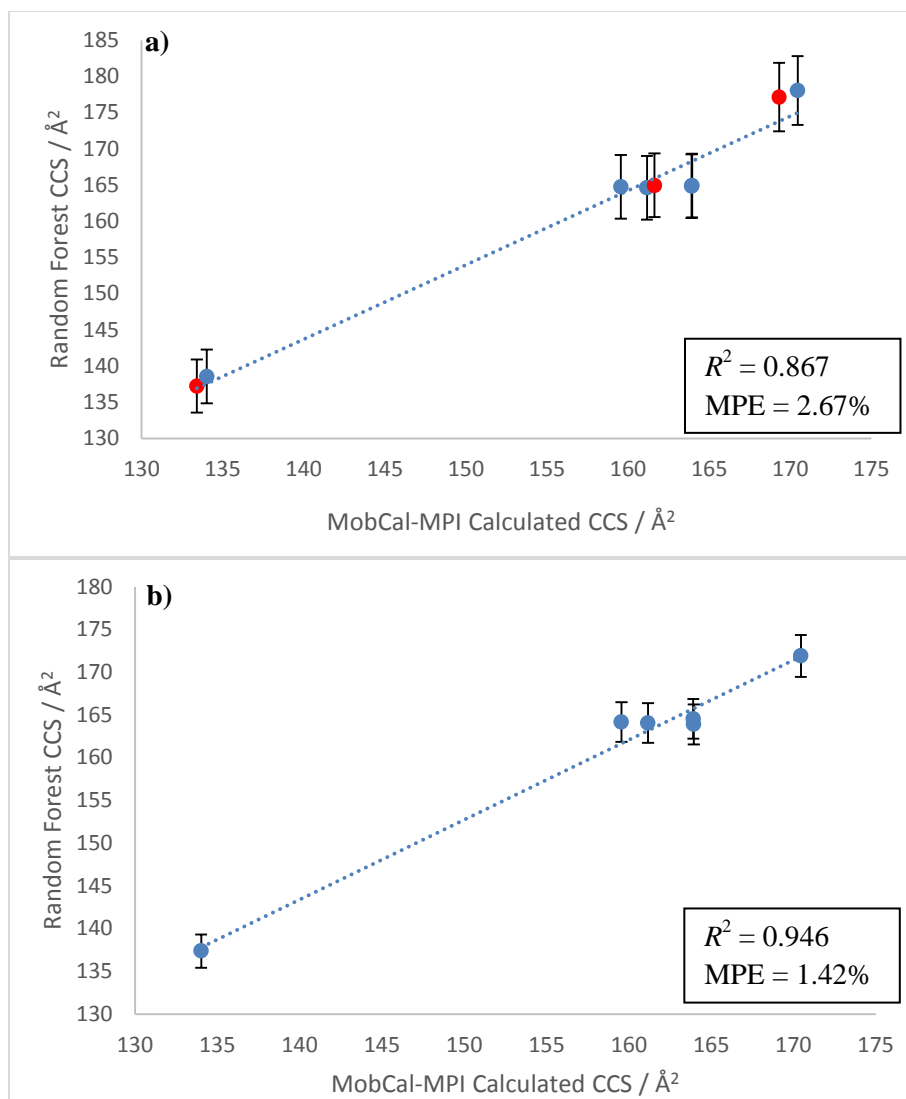 a)
Random Forest CCS / Å²
185
180
175
170
165
160
155
150
145
140
135
130
R² = 0.867
MPE = 2.67%
130 135 140 145 150 155 160 165 170 175
MobCal-MPI Calculated CCS / Å²
b)
Random Forest CCS / Å²
180
175
170
165
160
155
150
145
140
135
130
R² = 0.946
MPE = 1.42%
130 135 140 145 150 155 160 165 170 175
MobCal-MPI Calculated CCS / Å²